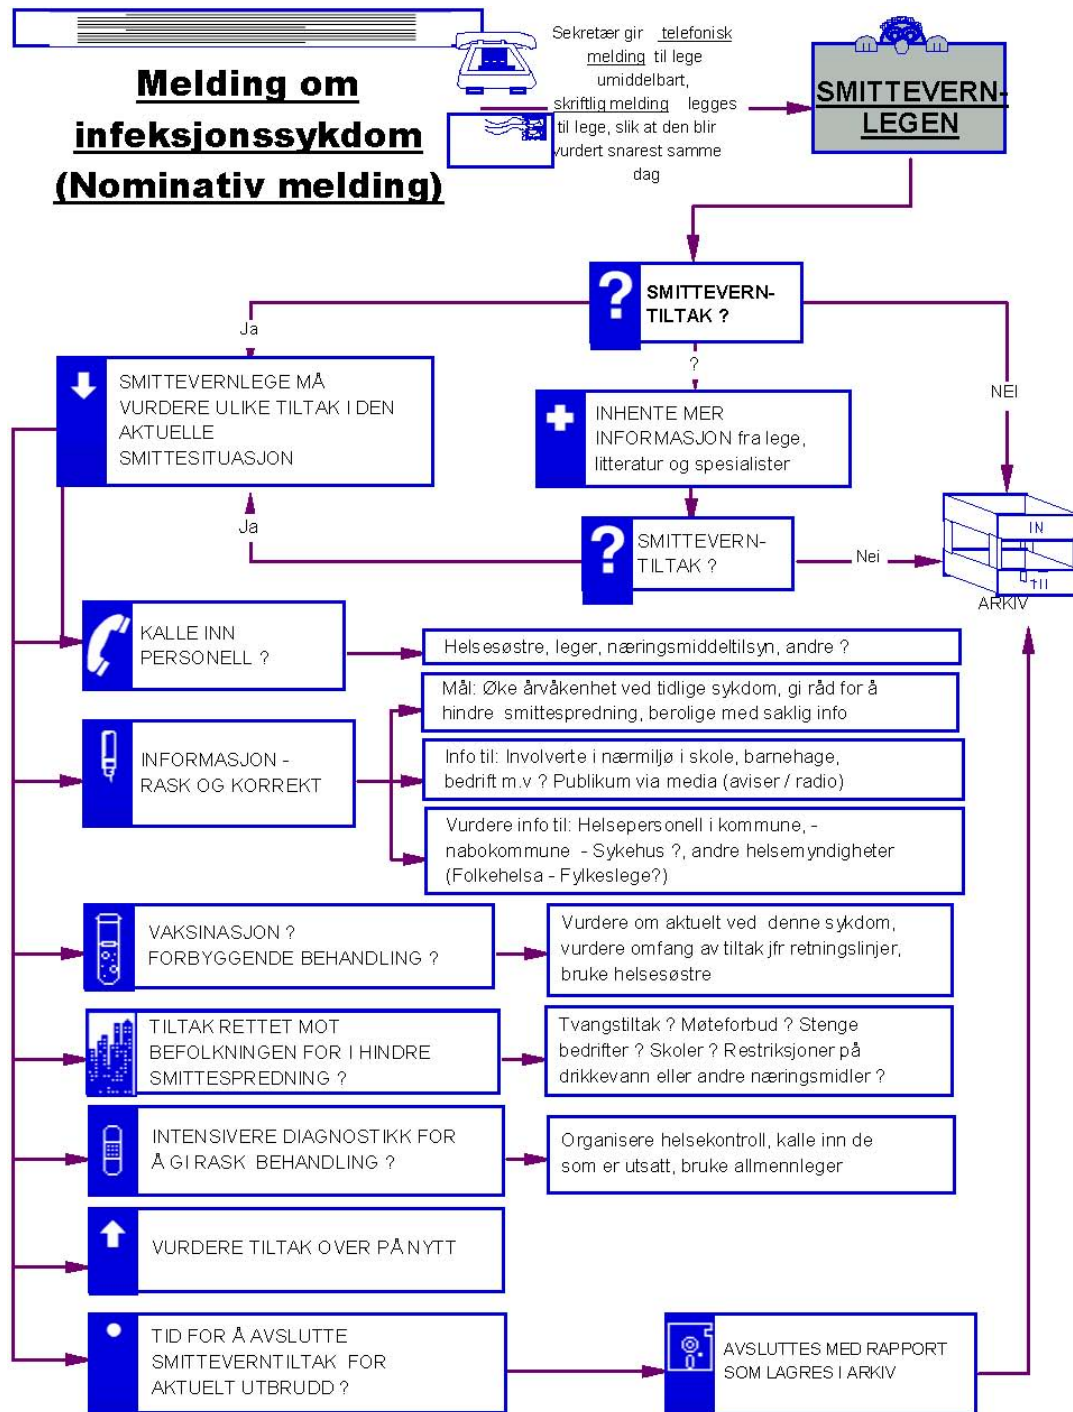 Melding om
infeksjonssykdom
(Nominativ melding)
Sekretær gir telefonisk
melding til lege
umiddelbart,
skriftlig melding legges
til lege, slik at den blir
vurdert snarest samme
dag
SMITTEVERN-
LEGEN
SMITTEVERN-
TILTAK ?
Ja
?
NEI
SMITTEVERNLEGE MÅ
VURDERE ULIKE TILTAK I DEN
AKTUELLE
SMITTESITUASJON
INHENTE MER
INFORMASJON fra lege,
litteratur og spesialister
Ja
SMITTEVERN-
TILTAK ?
Nei
IN
ARKIV
KALLE INN
PERSONELL ?
Helsesøstre, leger, næringsmiddeltilsyn, andre ?
INFORMASJON -
RASK OG KORREKT
Mål: Øke årvåkenhet ved tidlige sykdom, gi råd for å
hindre smittespredning, berolige med saklig info
Info til: Involverte i nærmiljø i skole, barnehage,
bedrift m.v ? Publikum via media (aviser / radio)
Vurdere info til: Helsepersonell i kommune, -
nabokommune - Sykehus ?, andre helsemyndigheter
(Folkehelsa - Fylkeslege?)
VAKSINASJON ?
FORBYGGENDE BEHANDLING ?
Vurdere om aktuelt ved denne sykdom,
vurdere omfang av tiltak jfr retningslinjer,
bruke helsesøstre
TILTAK RETTET MOT
BEFOLKNINGEN FOR I HINDRE
SMITTESPREDNING ?
Tvangstiltak ? Møteforbud ? Stenge
bedrifter ? Skoler ? Restriksjoner på
drikkevann eller andre næringsmidler ?
INTENSIVERE DIAGNOSTIKK FOR
Å GI RASK BEHANDLING ?
Organisere helsekontroll, kalle inn de
som er utsatt, bruke allmennleger
VURDERE TILTAK OVER PÅ NYTT
TID FOR Å AVSLUTTE
SMITTEVERNTILTAK FOR
AKTUELT UTBRUDD ?
AVSLUTTES MED RAPPORT
SOM LAGRES I ARKIV